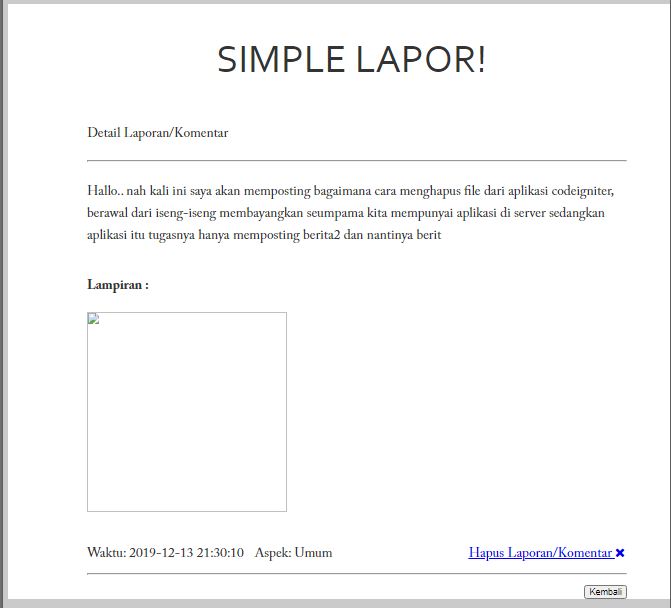 SIMPLE LAPOR!
Detail Laporan/Komentar
Hallo.. nah kali ini saya akan memposting bagaimana cara menghapus file dari aplikasi codeigniter,
berawal dari iseng-iseng membayangkan seumpama kita mempunyai aplikasi di server sedangkan
aplikasi itu tugasnya hanya memposting berita2 dan nantinya berit
Lampiran :
Waktu: 2019-12-13 21:30:10 Aspek: Umum Hapus Laporan/Komentar ✖
Kembali